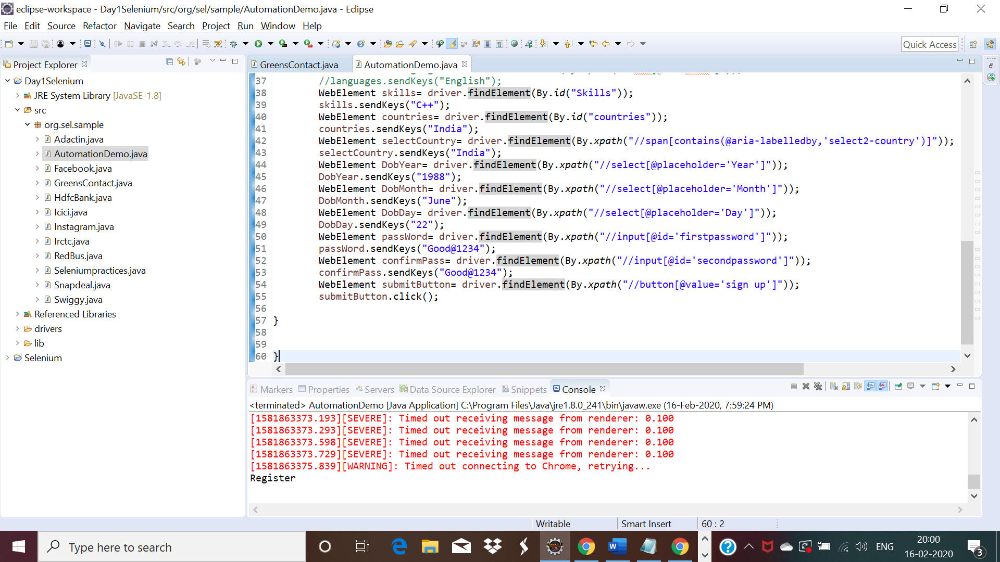 eclipse-workspace - Day1Selenium/src/org/sel/sample/AutomationDemo.java - Eclipse
File Edit Source Refactor Navigate Search Project Run Window Help
Quick Access
Project Explorer
Day1Selenium
JRE System Library [JavaSE-1.8]
src
org.sel.sample
Adactin.java
AutomationDemo.java
Facebook.java
GreensContact.java
HdfcBank.java
Icici.java
Instagram.java
Irctc.java
RedBus.java
Seleniumpractices.java
Snapdeal.java
Swiggy.java
Referenced Libraries
drivers
lib
Selenium
GreensContact.java AutomationDemo.java
37 //languages.sendKeys("English");
38 WebElement skills= driver.findElement(By.id("Skills"));
39 skills.sendKeys("C++");
40 WebElement countries= driver.findElement(By.id("countries"));
41 countries.sendKeys("India");
42 WebElement selectCountry= driver.findElement(By.xpath("//span[contains(@aria-labelledby,'select2-country')]"));
43 selectCountry.sendKeys("India");
44 WebElement DobYear= driver.findElement(By.xpath("//select[@placeholder='Year']"));
45 DobYear.sendKeys("1988");
46 WebElement DobMonth= driver.findElement(By.xpath("//select[@placeholder='Month']"));
47 DobMonth.sendKeys("June");
48 WebElement DobDay= driver.findElement(By.xpath("//select[@placeholder='Day']"));
49 DobDay.sendKeys("22");
50 WebElement passWord= driver.findElement(By.xpath("//input[@id='firstpassword']"));
51 passWord.sendKeys("Good@1234");
52 WebElement confirmPass= driver.findElement(By.xpath("//input[@id='secondpassword']"));
53 confirmPass.sendKeys("Good@1234");
54 WebElement submitButton= driver.findElement(By.xpath("//button[@value='sign up']"));
55 submitButton.click();
56
57 }
58
59
60 }
Markers Properties Servers Data Source Explorer Snippets Console
<terminated> AutomationDemo [Java Application] C:\Program Files\Java\jre1.8.0_241\bin\javaw.exe (16-Feb-2020, 7:59:24 PM)
[1581863373.193][SEVERE]: Timed out receiving message from renderer: 0.100
[1581863373.293][SEVERE]: Timed out receiving message from renderer: 0.100
[1581863373.598][SEVERE]: Timed out receiving message from renderer: 0.100
[1581863373.729][SEVERE]: Timed out receiving message from renderer: 0.100
[1581863375.839][WARNING]: Timed out connecting to Chrome, retrying...
Register
Writable Smart Insert 60 : 2
Type here to search
ENG
20:00
16-02-2020
3